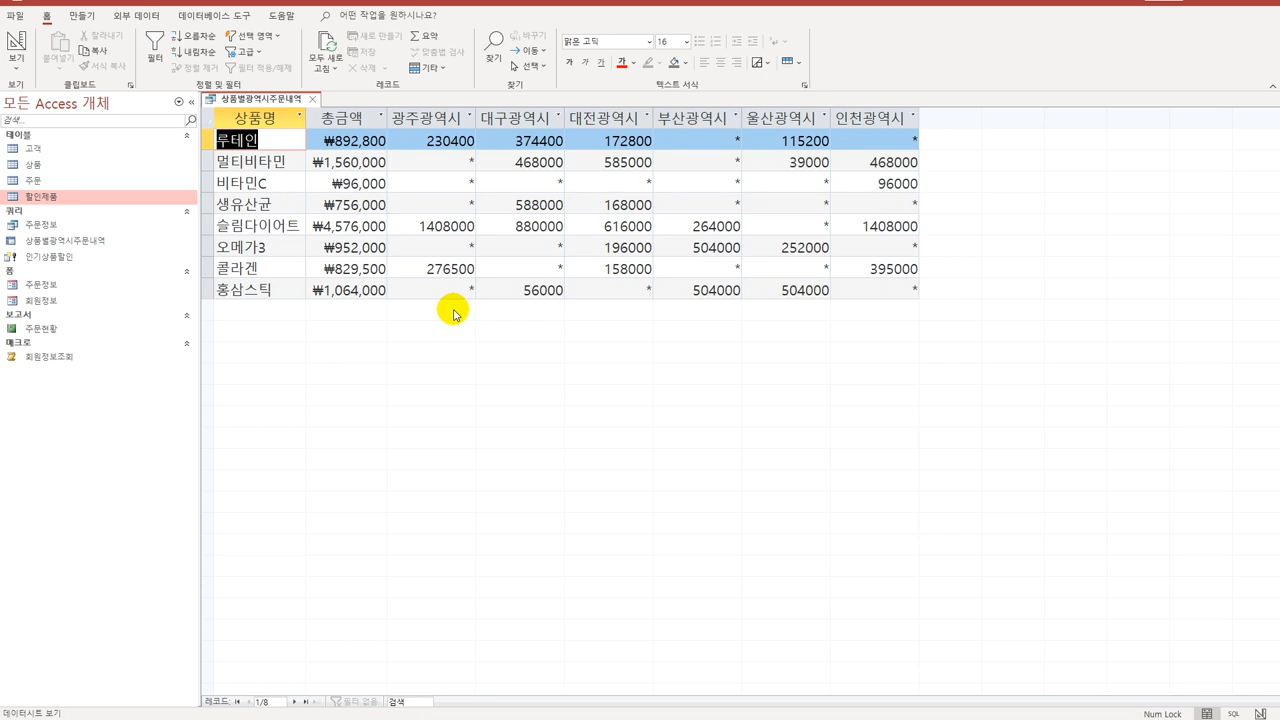 파일 홈 만들기 외부 데이터 데이터베이스 도구 도움말 어떤 작업을 원하시나요?
보기 붙여넣기 잘라내기 복사 서식 복사
필터 오름차순 내림차순 정렬 제거 선택 영역 고급 필터 적용/해제
모두 새로 고침 새로 만들기 저장 삭제 요약 맞춤법 검사 기타
찾기 바꾸기 이동 선택
맑은 고딕 16
가 가 가 가
보기 클립보드 정렬 및 필터 레코드 찾기 텍스트 서식
모든 Access 개체
검색...
테이블
고객
상품
주문
할인제품
쿼리
주문정보
상품별광역시주문내역
인기상품할인
폼
주문정보
회원정보
보고서
주문현황
매크로
회원정보조회
상품별광역시주문내역
상품명 총금액 광주광역시 대구광역시 대전광역시 부산광역시 울산광역시 인천광역시
루테인 ₩892,800 230400 374400 172800 * 115200 *
멀티비타민 ₩1,560,000 * 468000 585000 * 39000 468000
비타민C ₩96,000 * * * * * 96000
생유산균 ₩756,000 * 588000 168000 * * *
슬림다이어트 ₩4,576,000 1408000 880000 616000 264000 * 1408000
오메가3 ₩952,000 * * 196000 504000 252000 *
콜라겐 ₩829,500 276500 * 158000 * * 395000
홍삼스틱 ₩1,064,000 * 56000 * 504000 504000 *
레코드: 1/8 필터 없음 검색
데이터시트 보기 Num Lock SQL